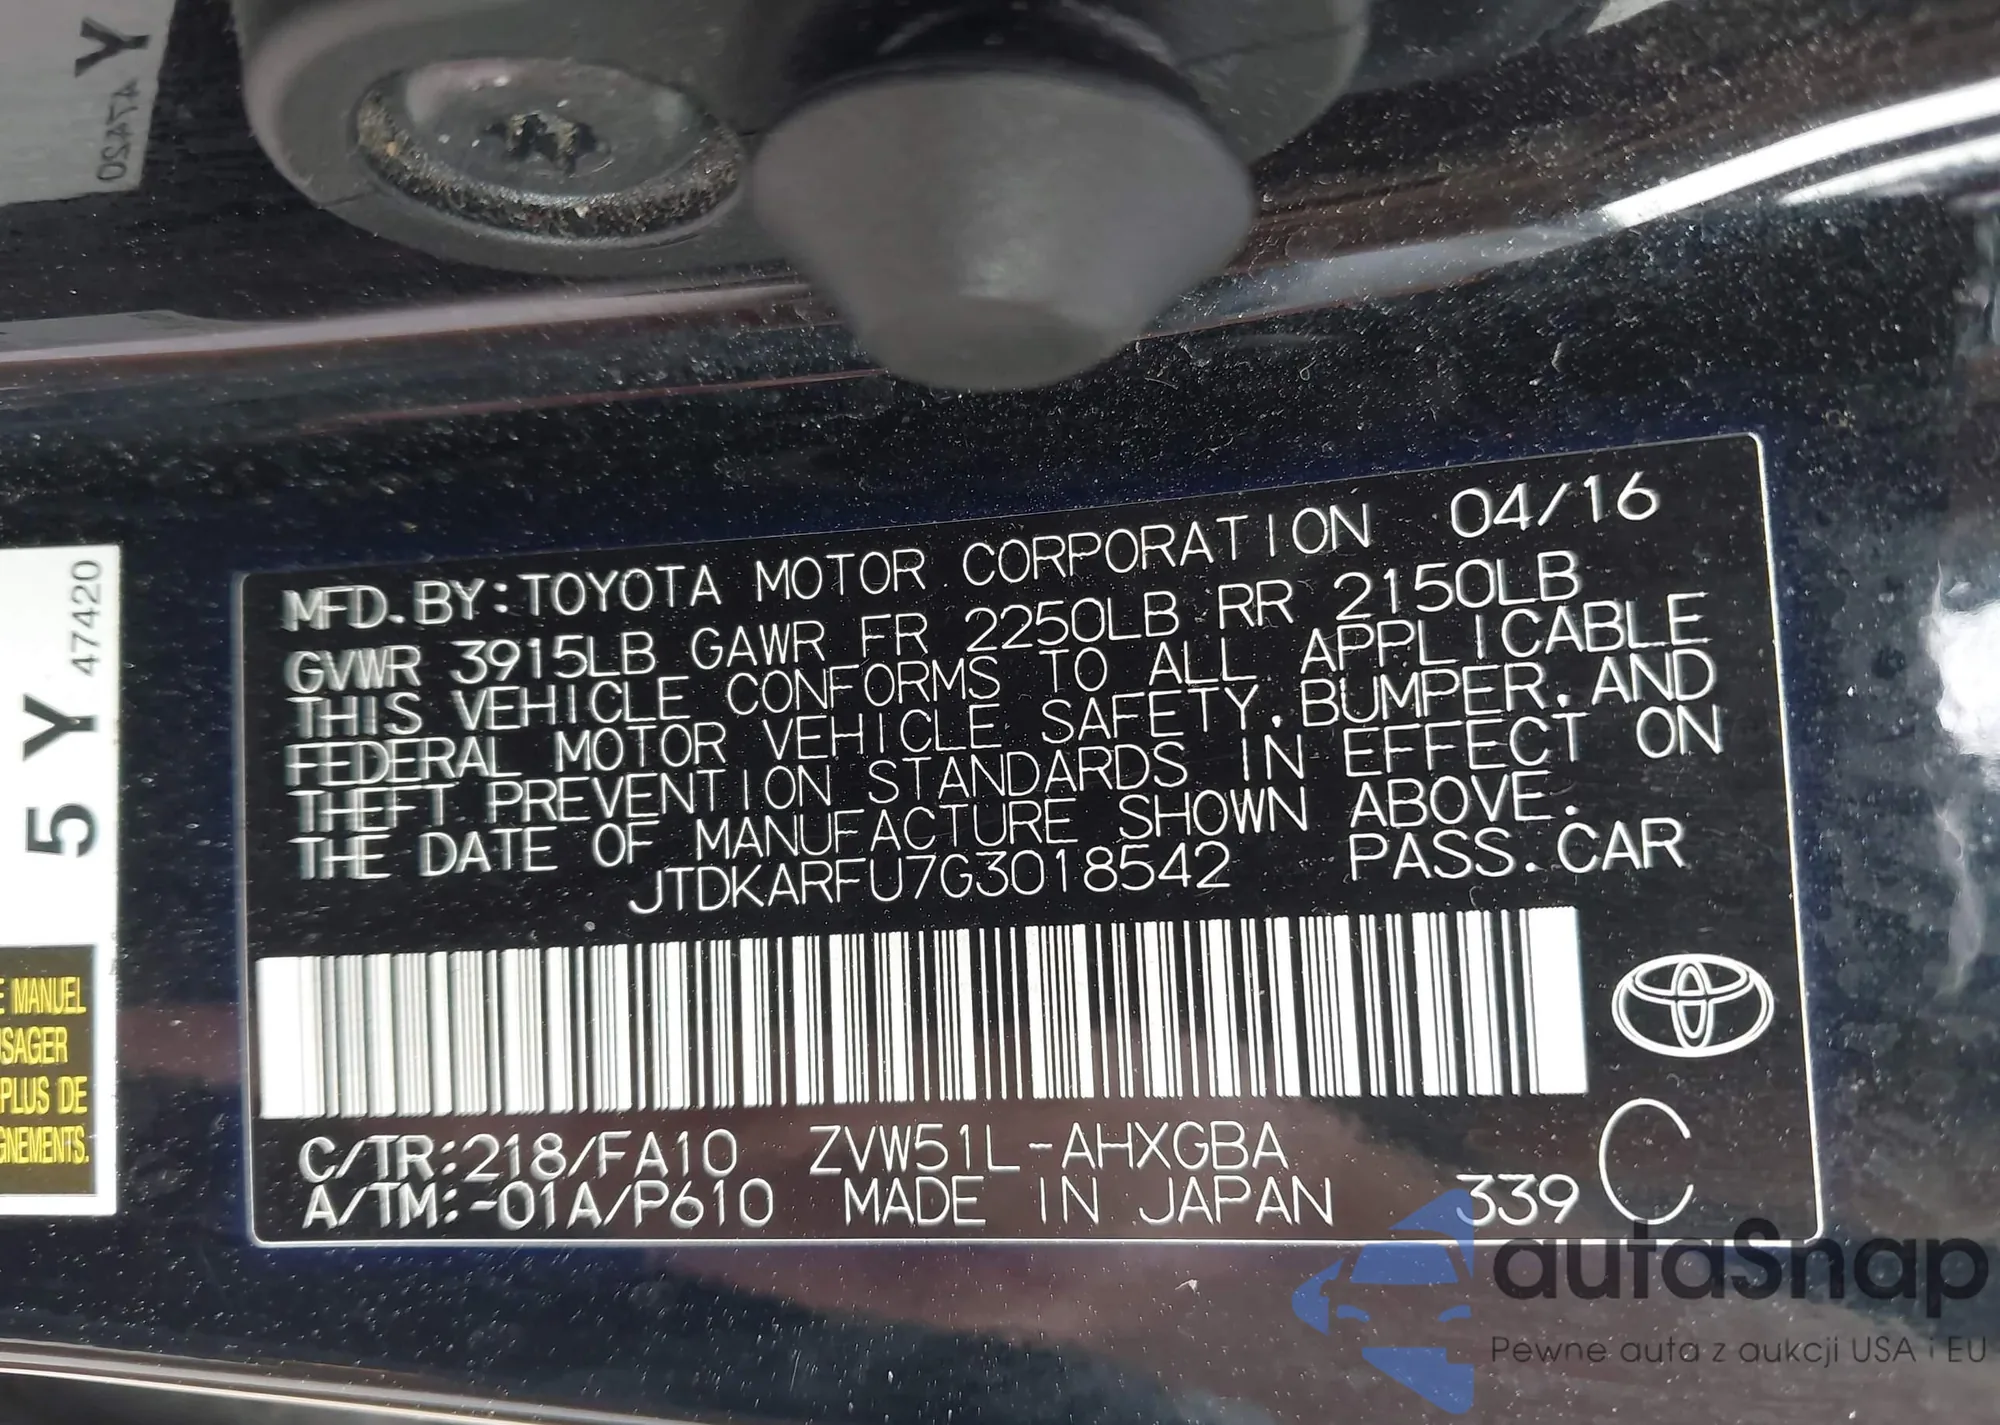 47420 Y
MFD. BY: TOYOTA MOTOR CORPORATION 04/16
GVWR 3915LB GAWR FR 2250LB RR 2150LB
THIS VEHICLE CONFORMS TO ALL APPLICABLE
FEDERAL MOTOR VEHICLE SAFETY, BUMPER, AND
THEFT PREVENTION STANDARDS IN EFFECT ON
THE DATE OF MANUFACTURE SHOWN ABOVE.
JTDKARFU7G3018542 PASS. CAR
C/TR:218/FA10 ZVW51L-AHXGBA
A/TM:-01A/P610 MADE IN JAPAN 339 C
5 Y 47420
MANUEL
PLUS DE
autaSnap
Pewne auta z aukcji USA i EU